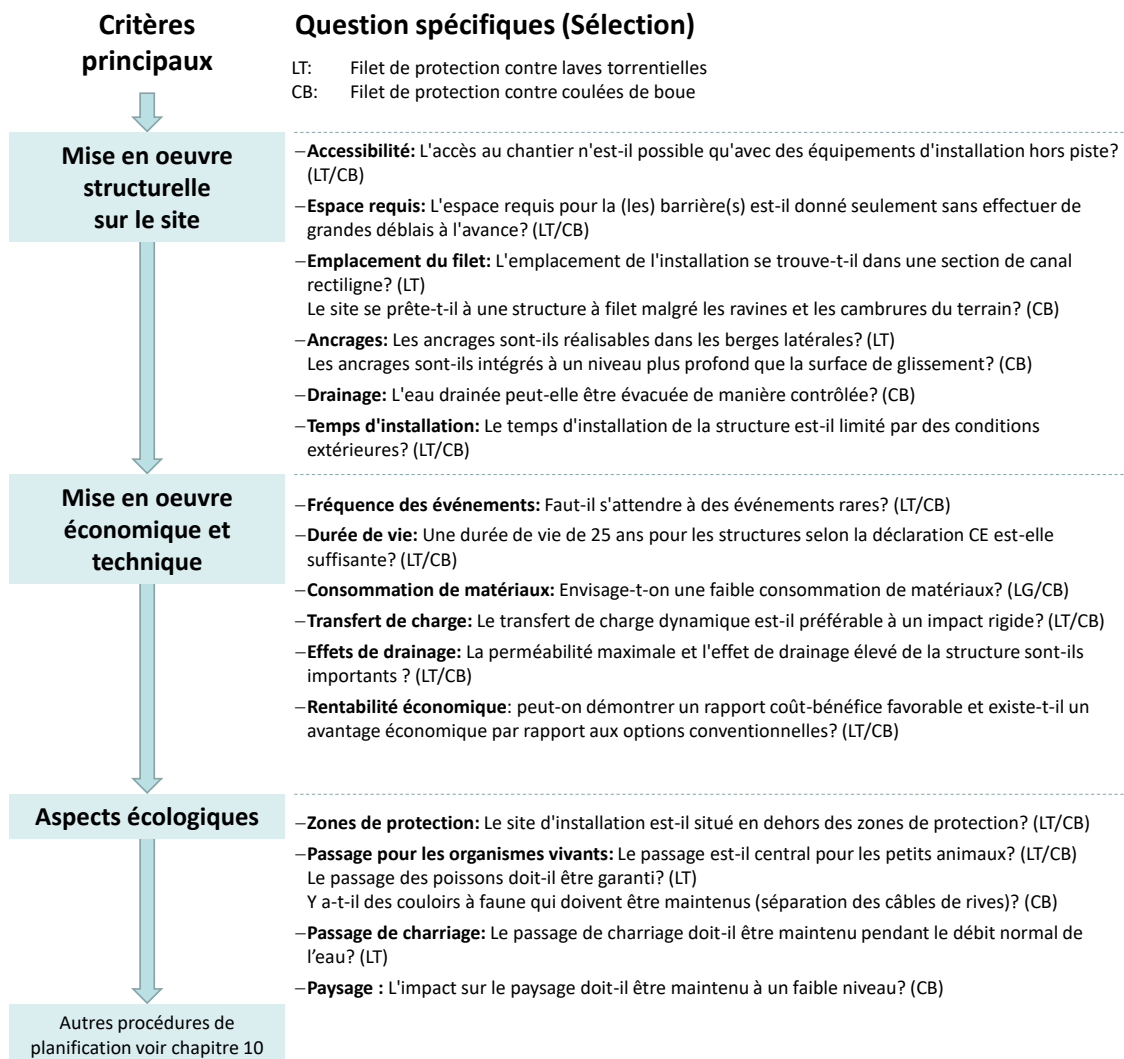 Critères
principaux
Question spécifiques (Sélection)
LT: Filet de protection contre laves torrentielles
CB: Filet de protection contre coulées de boue
Mise en oeuvre
structurelle
sur le site
–Accessibilité: L'accès au chantier n'est-il possible qu'avec des équipements d'installation hors piste?
(LT/CB)
–Espace requis: L'espace requis pour la (les) barrière(s) est-il donné seulement sans effectuer de
grandes déblais à l'avance? (LT/CB)
–Emplacement du filet: L'emplacement de l'installation se trouve-t-il dans une section de canal
rectiligne? (LT)
Le site se prête-t-il à une structure à filet malgré les ravines et les cambrures du terrain? (CB)
–Ancrages: Les ancrages sont-ils réalisables dans les berges latérales? (LT)
Les ancrages sont-ils intégrés à un niveau plus profond que la surface de glissement? (CB)
–Drainage: L'eau drainée peut-elle être évacuée de manière contrôlée? (CB)
–Temps d'installation: Le temps d'installation de la structure est-il limité par des conditions
extérieures? (LT/CB)
Mise en oeuvre
économique et
technique
–Fréquence des événements: Faut-il s'attendre à des événements rares? (LT/CB)
–Durée de vie: Une durée de vie de 25 ans pour les structures selon la déclaration CE est-elle
suffisante? (LT/CB)
–Consommation de matériaux: Envisage-t-on une faible consommation de matériaux? (LG/CB)
–Transfert de charge: Le transfert de charge dynamique est-il préférable à un impact rigide? (LT/CB)
–Effets de drainage: La perméabilité maximale et l'effet de drainage élevé de la structure sont-ils
importants ? (LT/CB)
–Rentabilité économique: peut-on démontrer un rapport coût-bénéfice favorable et existe-t-il un
avantage économique par rapport aux options conventionnelles? (LT/CB)
Aspects écologiques
–Zones de protection: Le site d'installation est-il situé en dehors des zones de protection? (LT/CB)
–Passage pour les organismes vivants: Le passage est-il central pour les petits animaux? (LT/CB)
Le passage des poissons doit-il être garanti? (LT)
Y a-t-il des couloirs à faune qui doivent être maintenus (séparation des câbles de rives)? (CB)
–Passage de charriage: Le passage de charriage doit-il être maintenu pendant le débit normal de
l’eau? (LT)
–Paysage : L'impact sur le paysage doit-il être maintenu à un faible niveau? (CB)
Autres procédures de
planification voir chapitre 10